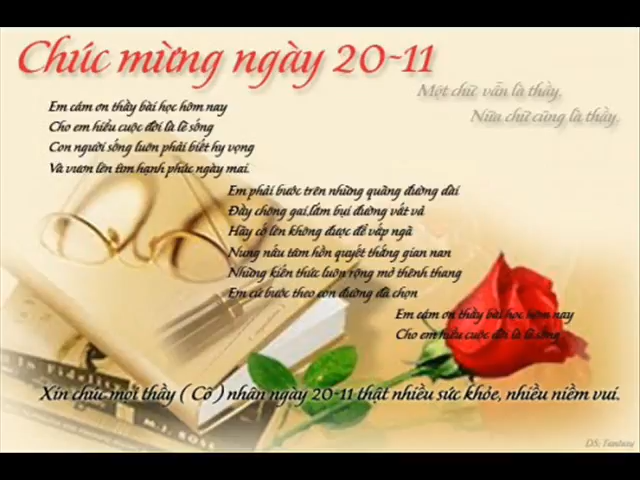 Chúc mừng ngày 20-11
Một chữ vẫn là thầy,
Nữa chữ cũng là thầy.
Em cám ơn thầy bài học hôm nay
Cho em hiểu cuộc đời là lẽ sống
Con người sống luôn phải biết hy vọng
Và vươn lên tìm hạnh phúc ngày mai.
Em phải bước trên những quãng đường dài
Đầy chông gai,lấm bụi đường vất vả
Hãy cố lên không được để vấp ngã
Nung nấu tâm hồn quyết thắng gian nan
Những kiến thức luôn rộng mở thênh thang
Em cứ bước theo con đường đã chọn
Em cám ơn thầy bài học hôm nay
Cho em hiểu cuộc đời là lẽ sống
Xin chúc mọi thầy ( Cô ) nhân ngày 20-11 thật nhiều sức khỏe, nhiều niềm vui.
M.J. ROSS
DS: Fantasy